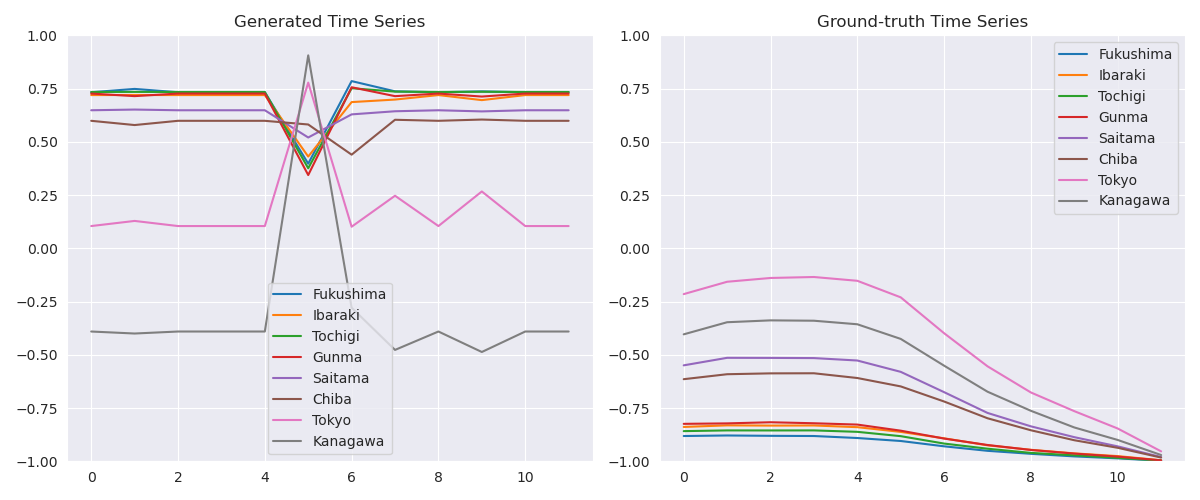 Generated Time Series
1.00
0.75
0.50
0.25
0.00
−0.25
−0.50
−0.75
−1.00
0 2 4 6 8 10
Fukushima
Ibaraki
Tochigi
Gunma
Saitama
Chiba
Tokyo
Kanagawa
Ground-truth Time Series
1.00
0.75
0.50
0.25
0.00
−0.25
−0.50
−0.75
−1.00
0 2 4 6 8 10
Fukushima
Ibaraki
Tochigi
Gunma
Saitama
Chiba
Tokyo
Kanagawa